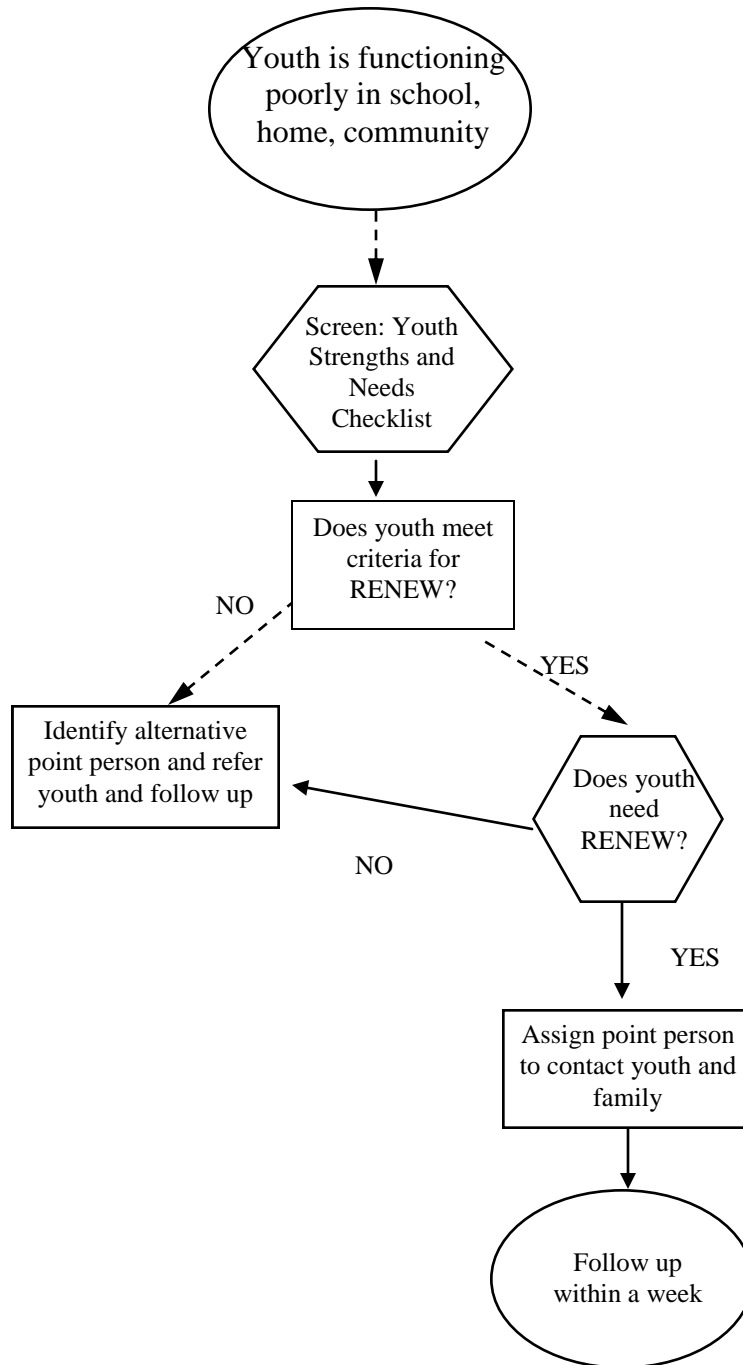 Youth is functioning
poorly in school,
home, community
Screen: Youth
Strengths and
Needs
Checklist
Does youth meet
criteria for
RENEW?
NO
YES
Identify alternative
point person and refer
youth and follow up
Does youth
need
RENEW?
NO
YES
Assign point person
to contact youth and
family
Follow up
within a week